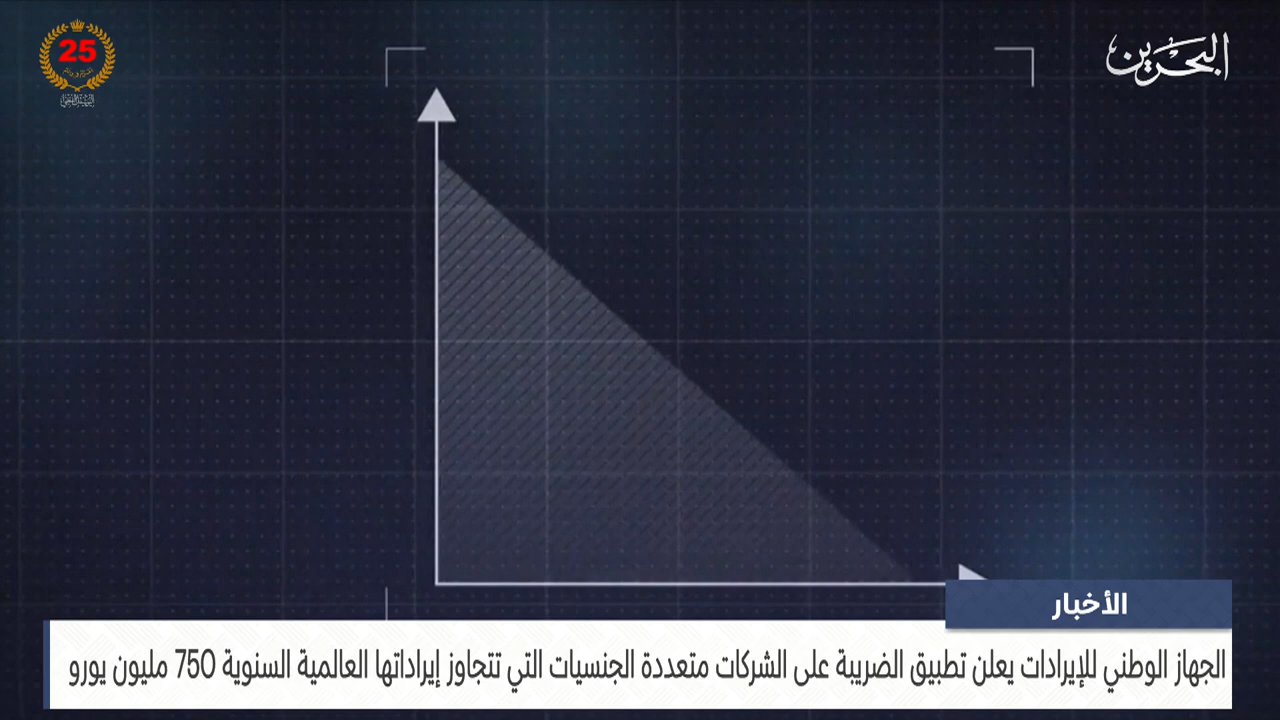 البحرين
25
الأخبار
الجهاز الوطني للإيرادات يعلن تطبيق الضريبة على الشركات متعددة الجنسيات التي تتجاوز إيراداتها العالمية السنوية 750 مليون يورو